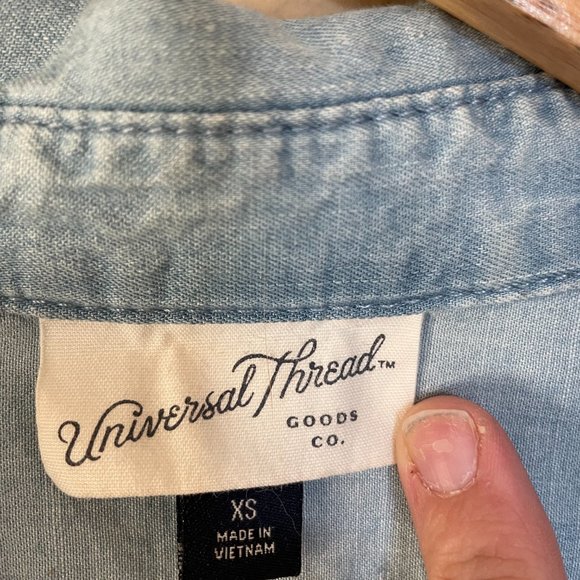 Universal Thread™
GOODS
CO.
XS
MADE IN
VIETNAM